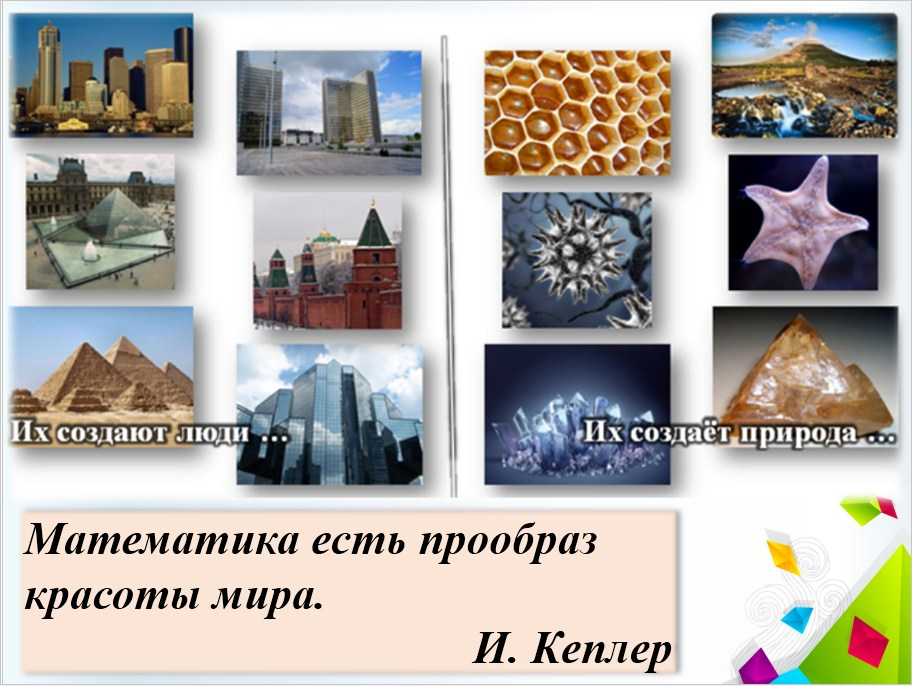 Их создают люди ...
Их создаёт природа ...
Математика есть прообраз
красоты мира.
И. Кеплер